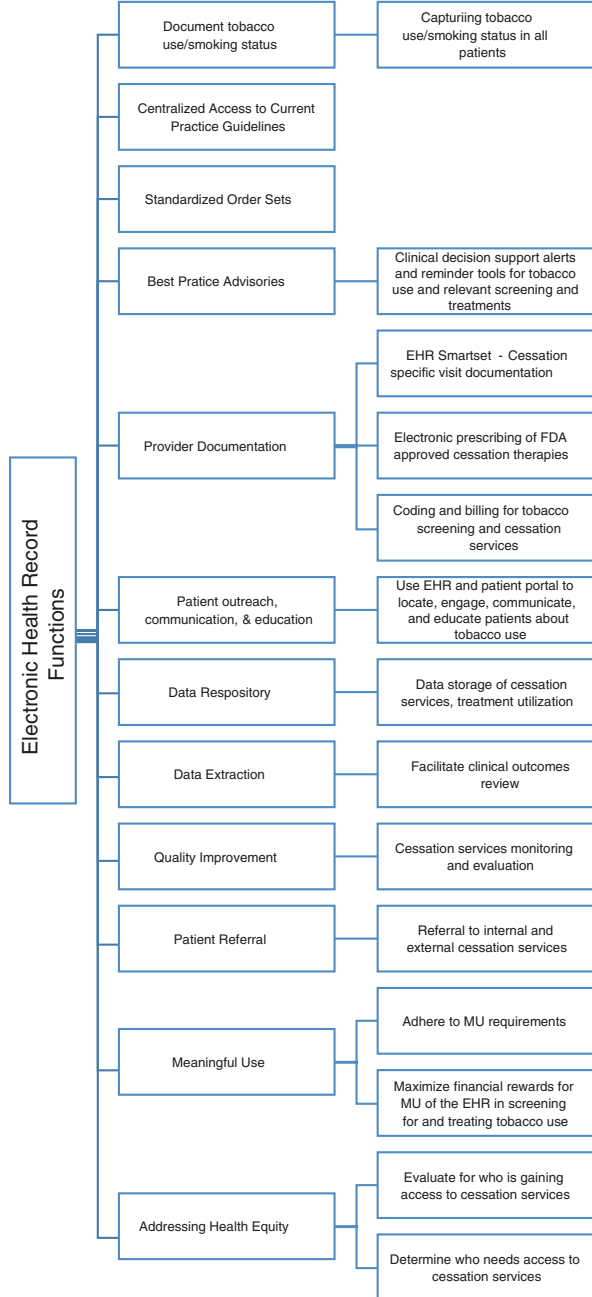 Electronic Health Record
Functions
Document tobacco
use/smoking status
Capturiing tobacco
use/smoking status in all
patients
Centralized Access to Current
Practice Guidelines
Standardized Order Sets
Best Pratice Advisories
Clinical decision support alerts
and reminder tools for tobacco
use and relevant screening and
treatments
Provider Documentation
EHR Smartset - Cessation
specific visit documentation
Electronic prescribing of FDA
approved cessation therapies
Coding and billing for tobacco
screening and cessation
services
Patient outreach,
communication, & education
Use EHR and patient portal to
locate, engage, communicate,
and educate patients about
tobacco use
Data Respository
Data storage of cessation
services, treatment utilization
Data Extraction
Facilitate clinical outcomes
review
Quality Improvement
Cessation services monitoring
and evaluation
Patient Referral
Referral to internal and
external cessation services
Meaningful Use
Adhere to MU requirements
Maximize financial rewards for
MU of the EHR in screening
for and treating tobacco use
Addressing Health Equity
Evaluate for who is gaining
access to cessation services
Determine who needs access to
cessation services